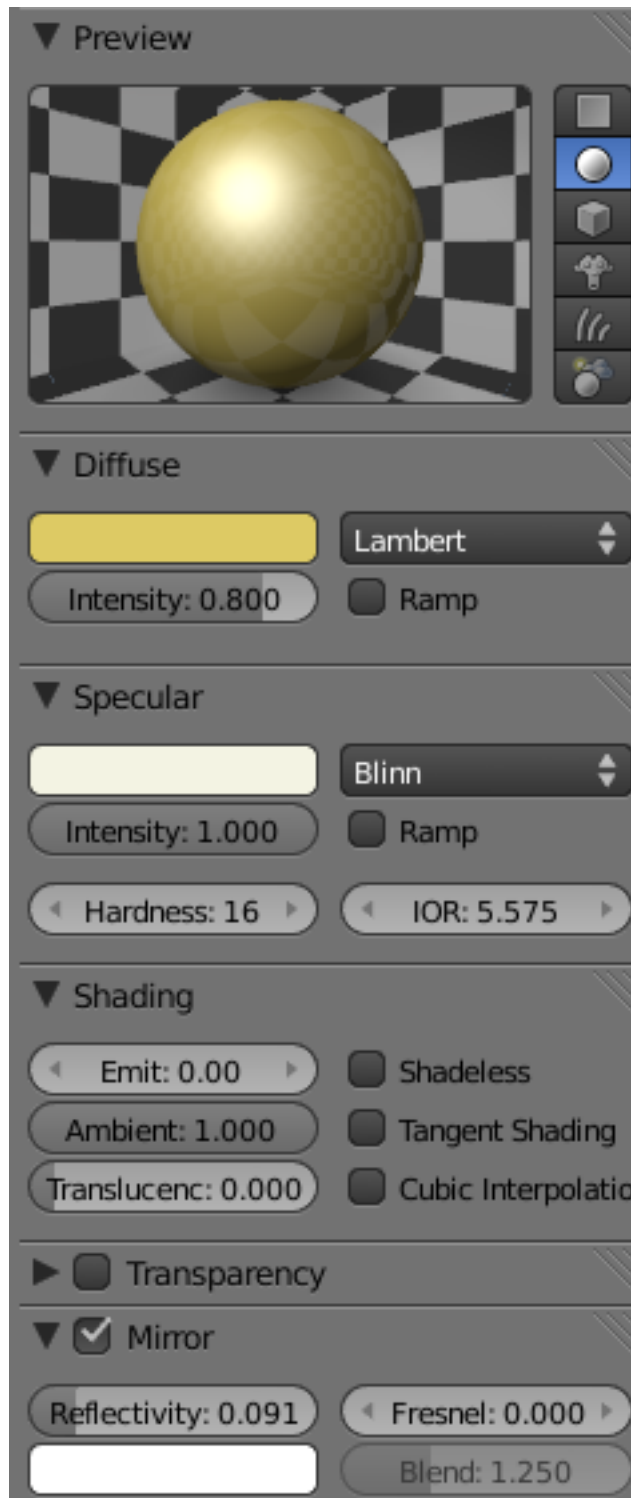 Preview
Diffuse
Lambert
Intensity: 0.800 Ramp
Specular
Blinn
Intensity: 1.000 Ramp
Hardness: 16 IOR: 5.575
Shading
Emit: 0.00 Shadeless
Ambient: 1.000 Tangent Shading
Translucenc: 0.000 Cubic Interpolatio
Transparency
Mirror
Reflectivity: 0.091 Fresnel: 0.000
Blend: 1.250